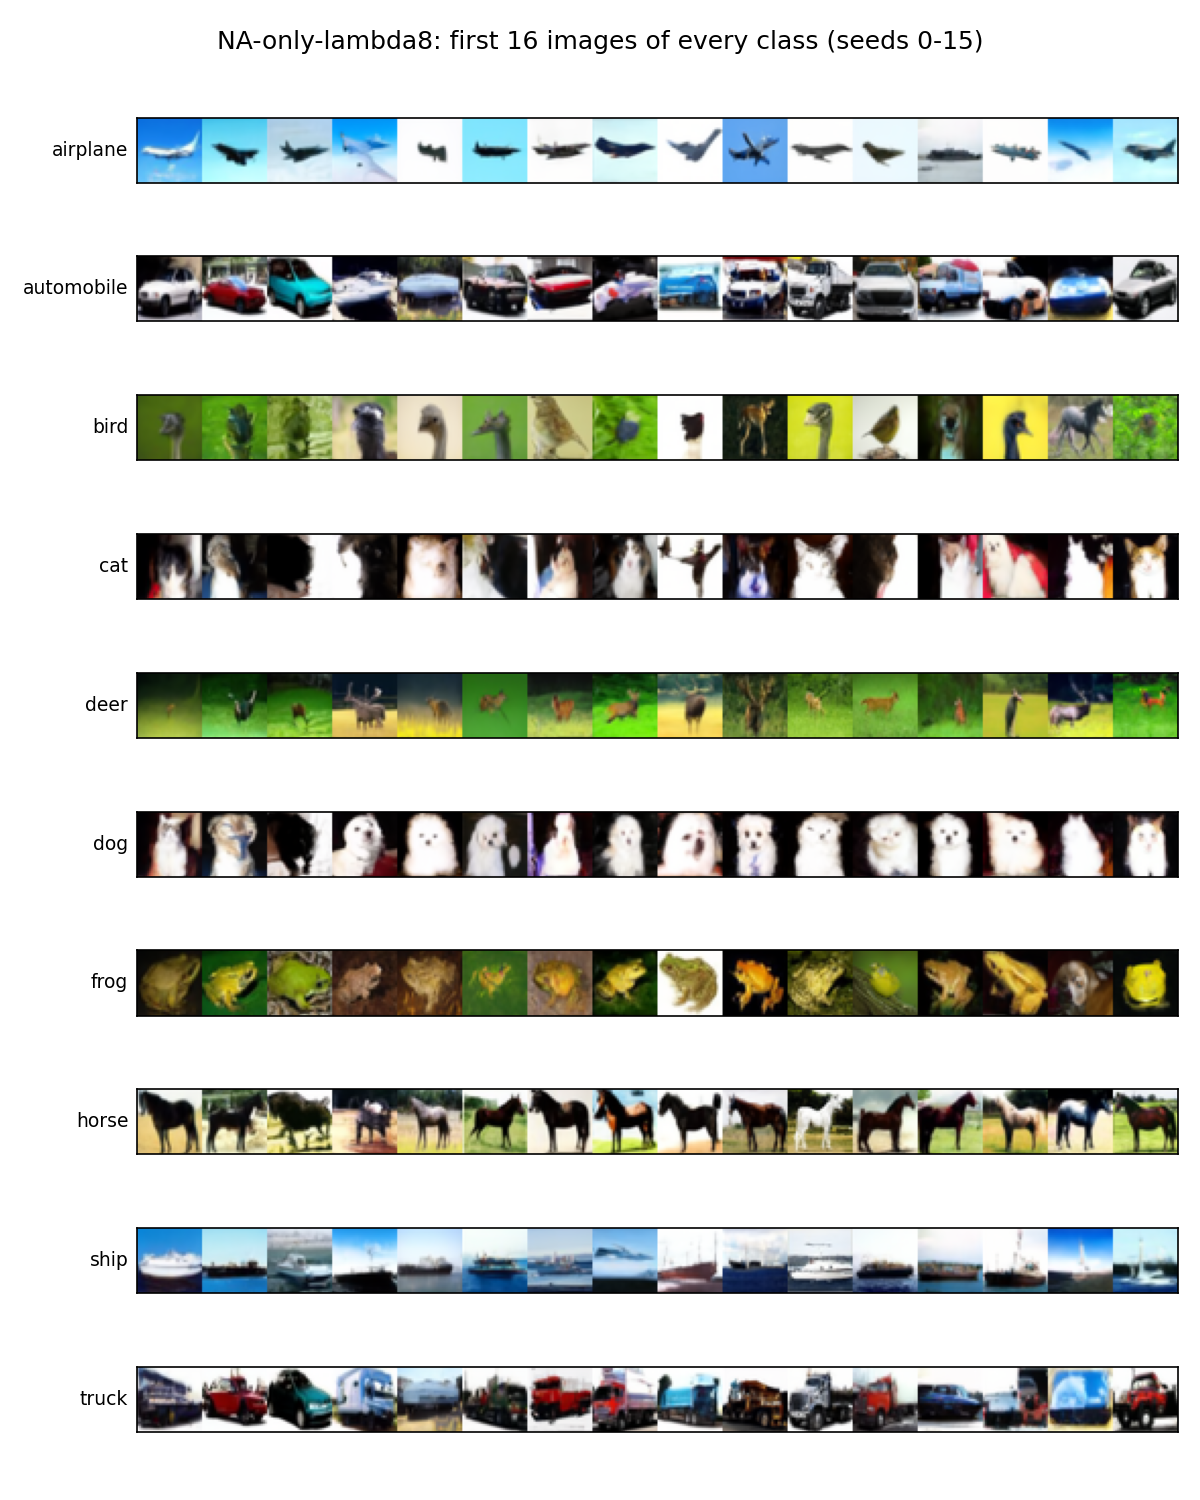 NA-only-lambda8: first 16 images of every class (seeds 0-15)
airplane
automobile
bird
cat
deer
dog
frog
horse
ship
truck